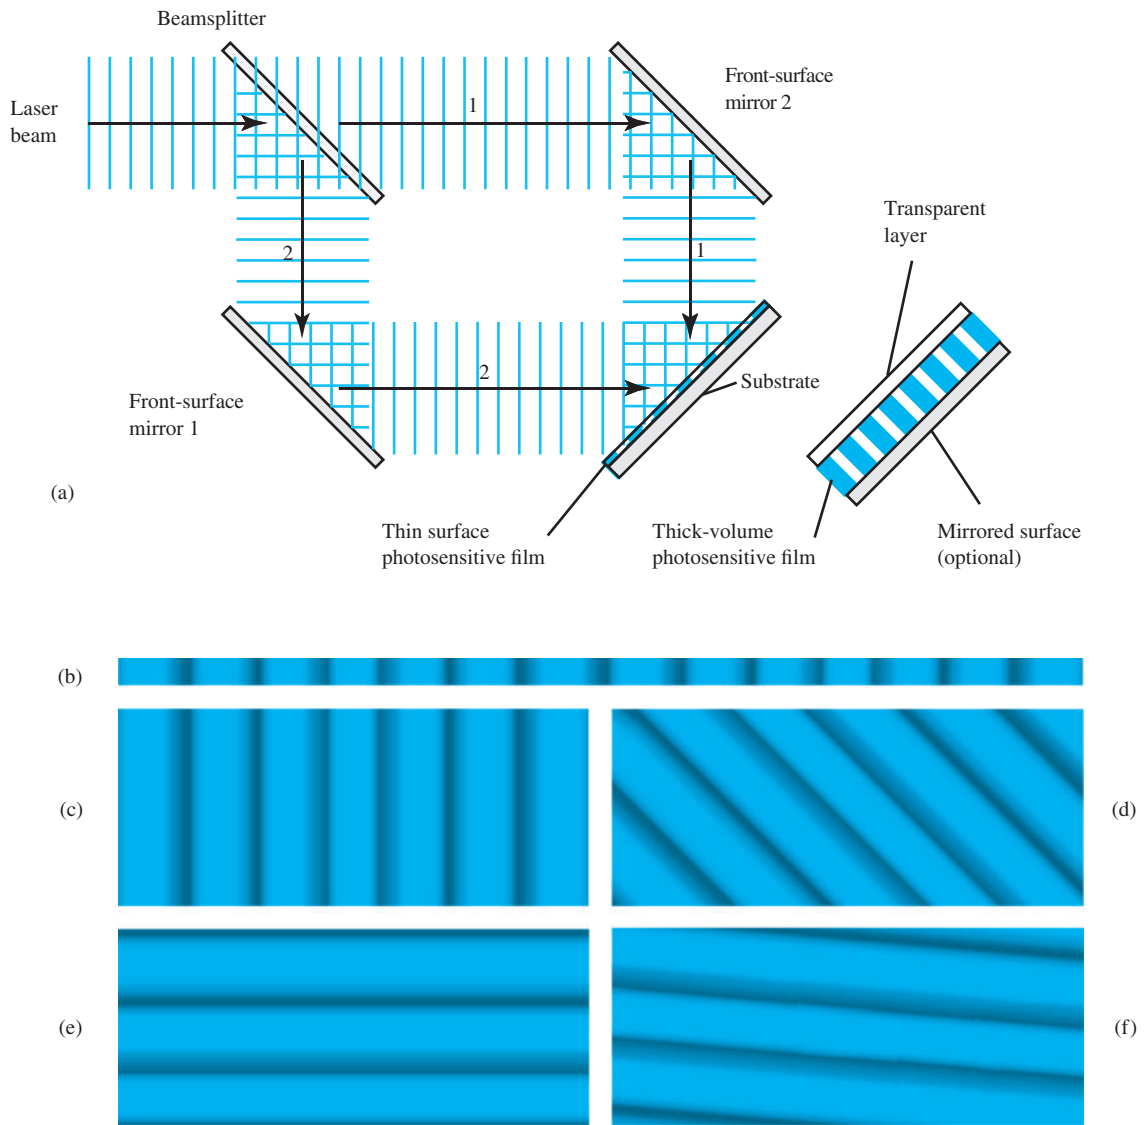 Beamsplitter
Laser
beam
1
Front-surface
mirror 2
2
1
Transparent
layer
Front-surface
mirror 1
2
Substrate
(a)
Thin surface
photosensitive film
Thick-volume
photosensitive film
Mirrored surface
(optional)
(b)
(c)
(d)
(e)
(f)